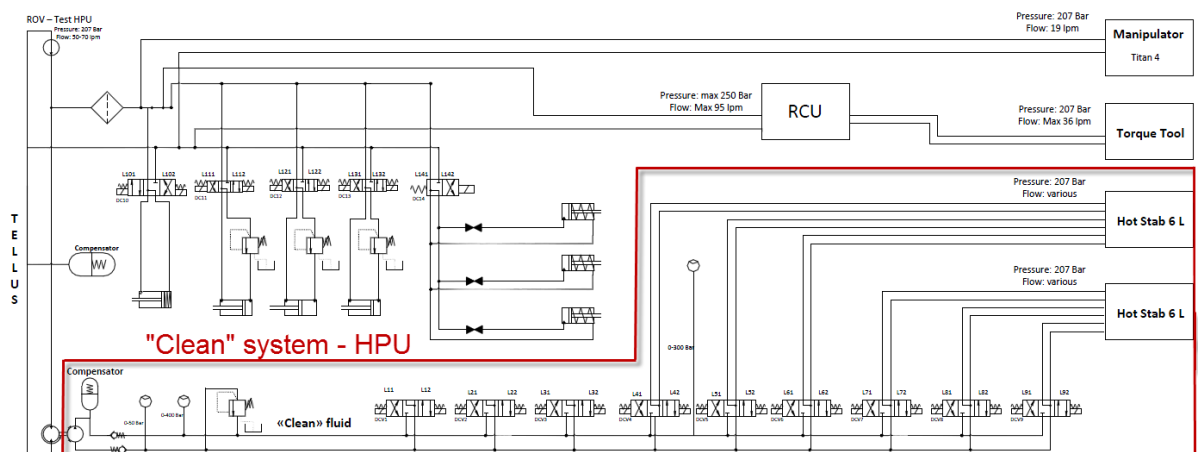 ROV – Test HPU
Pressure: 207 Bar
Flow: 50-70 lpm
Pressure: 207 Bar
Flow: 19 lpm
Manipulator
Titan 4
Pressure: max 250 Bar
Flow: Max 95 lpm
RCU
Pressure: 207 Bar
Flow: Max 36 lpm
Torque Tool
L101 L102
DC10
L111 L112
DC11
L121 L122
DC12
L131 L132
DC13
L141 L142
DC14
T
E
L
L
U
S
Compensator
Pressure: 207 Bar
Flow: various
Hot Stab 6 L
Pressure: 207 Bar
Flow: various
Hot Stab 6 L
"Clean" system - HPU
0-300 Bar
Compensator
0-50 Bar
0-400 Bar
«Clean» fluid
L11 L12
DCV1
L21 L22
DCV2
L31 L32
DCV3
L41 L42
DCV4
L51 L52
DCV5
L61 L62
DCV6
L71 L72
DCV7
L81 L82
DCV8
L91 L92
DCV9